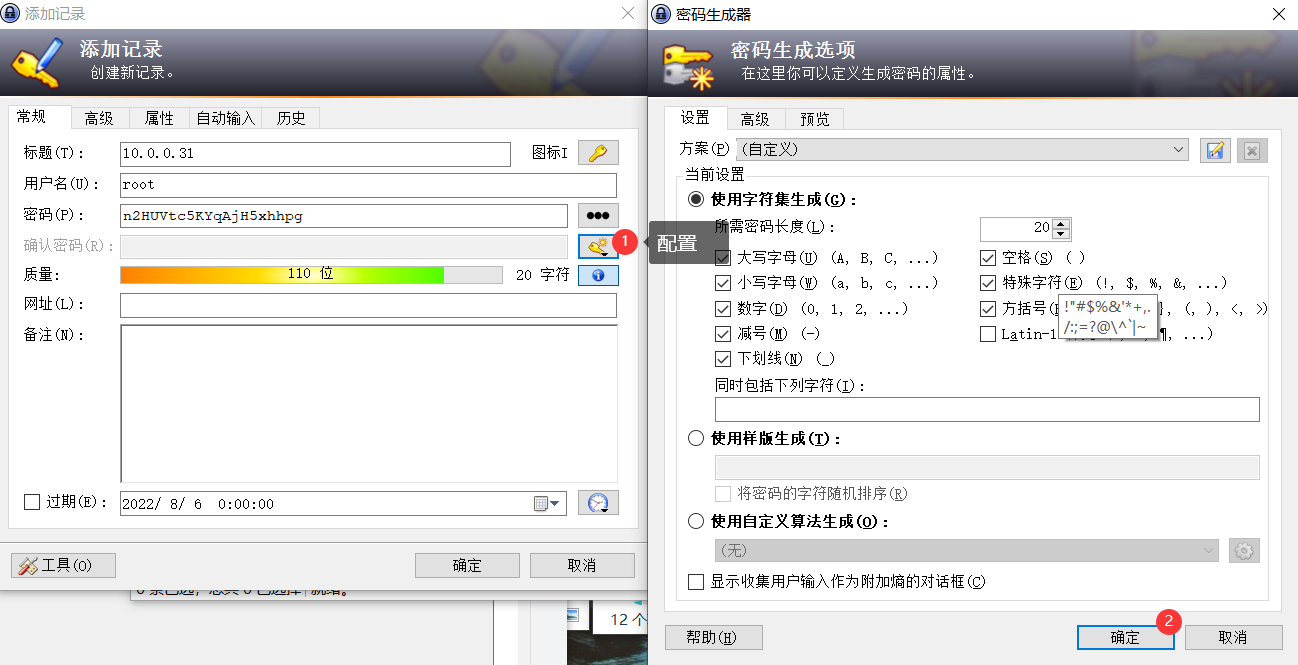 添加记录
添加记录
创建新记录。
常规 高级 属性 自动输入 历史
标题(T): 10.0.0.31 图标I
用户名(U): root
密码(P): n2HUVtc5KYqAjH5xhhpg
确认密码(R): 1
质量: 110 位 20 字符
网址(L):
备注(N):
过期(E): 2022/ 8/ 6 0:00:00
工具(O) 确定 取消
12 个
配置
密码生成器
密码生成选项
在这里你可以定义生成密码的属性。
设置 高级 预览
方案(P) (自定义)
当前设置
使用字符集生成(G):
所需密码长度(L): 20
大写字母(U) (A, B, C, ...) 空格(S) ( )
小写字母(W) (a, b, c, ...) 特殊字符(E) (!, $, %, &, ...)
数字(D) (0, 1, 2, ...) 方括号 }, (, ), <, >)
减号(M) (-) Latin-1 ¶, ...)
!"#$%&'*+,.
/:;=?@\^`|~
下划线(N) (_)
同时包括下列字符(I):
使用样版生成(T):
将密码的字符随机排序(R)
使用自定义算法生成(O):
(无)
显示收集用户输入作为附加熵的对话框(C)
帮助(H) 确定 2 取消